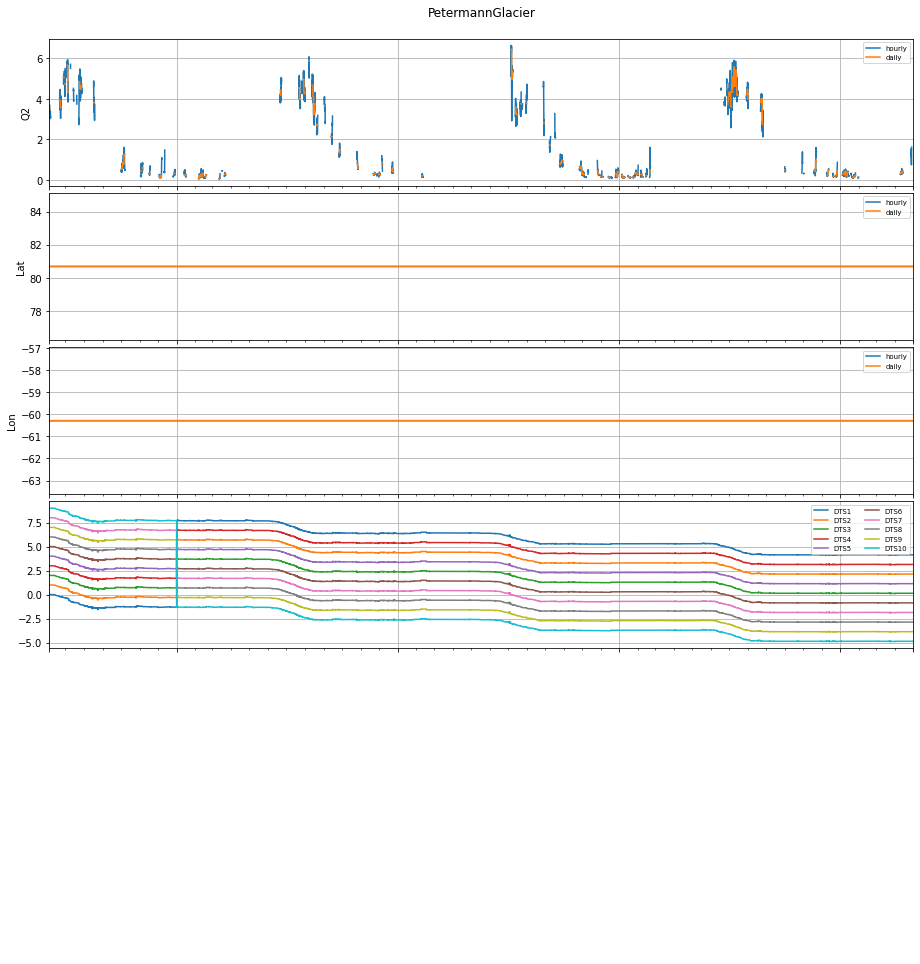 PetermannGlacier
Q2
6
4
2
0
hourly
daily
Lat
84
82
80
78
hourly
daily
Lon
−57
−58
−59
−60
−61
−62
−63
hourly
daily
7.5
5.0
2.5
0.0
−2.5
−5.0
DTS1 DTS6
DTS2 DTS7
DTS3 DTS8
DTS4 DTS9
DTS5 DTS10